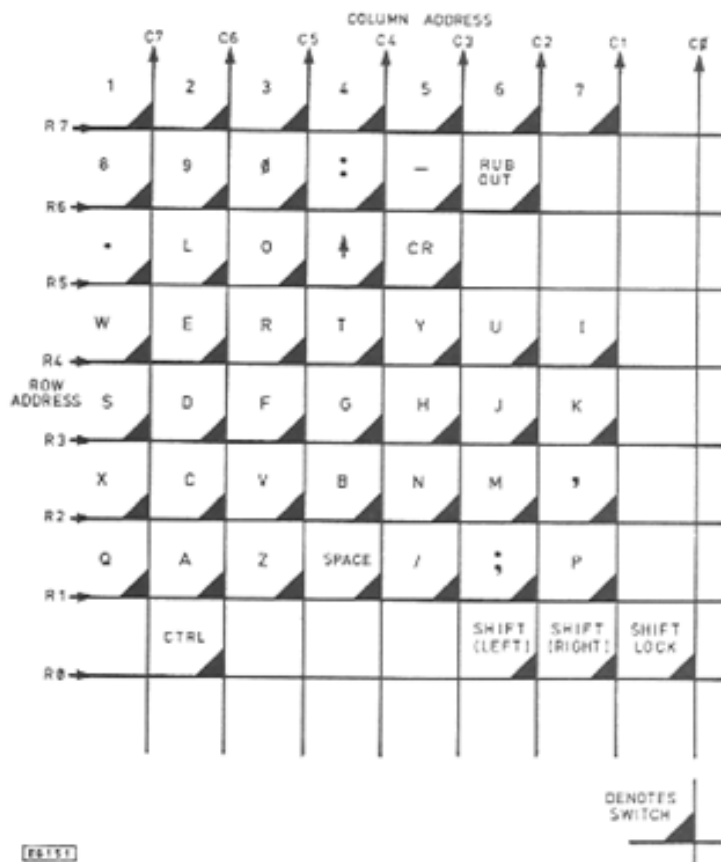 COLUMN ADDRESS
C7 C6 C5 C4 C3 C2 C1 CØ
1 2 3 4 5 6 7
R7
8 9 Ø : — RUB OUT
R6
. L O ↑ CR
R5
W E R T Y U I
R4
ROW ADDRESS
S D F G H J K
R3
X C V B N M ,
R2
Q A Z SPACE / ; P
R1
CTRL SHIFT (LEFT) SHIFT (RIGHT) SHIFT LOCK
RØ
DENOTES SWITCH
EG151